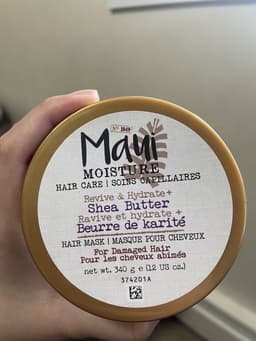 Maui
MOISTURE
HAIR CARE | SOINS CAPILLAIRES
Revive & Hydrate +
Shea Butter
Ravive et hydrate +
Beurre de karité
HAIR MASK | MASQUE POUR CHEVEUX
For Damaged Hair
Pour les cheveux abîmés
net wt. 340 g (12 US oz.)
374201A